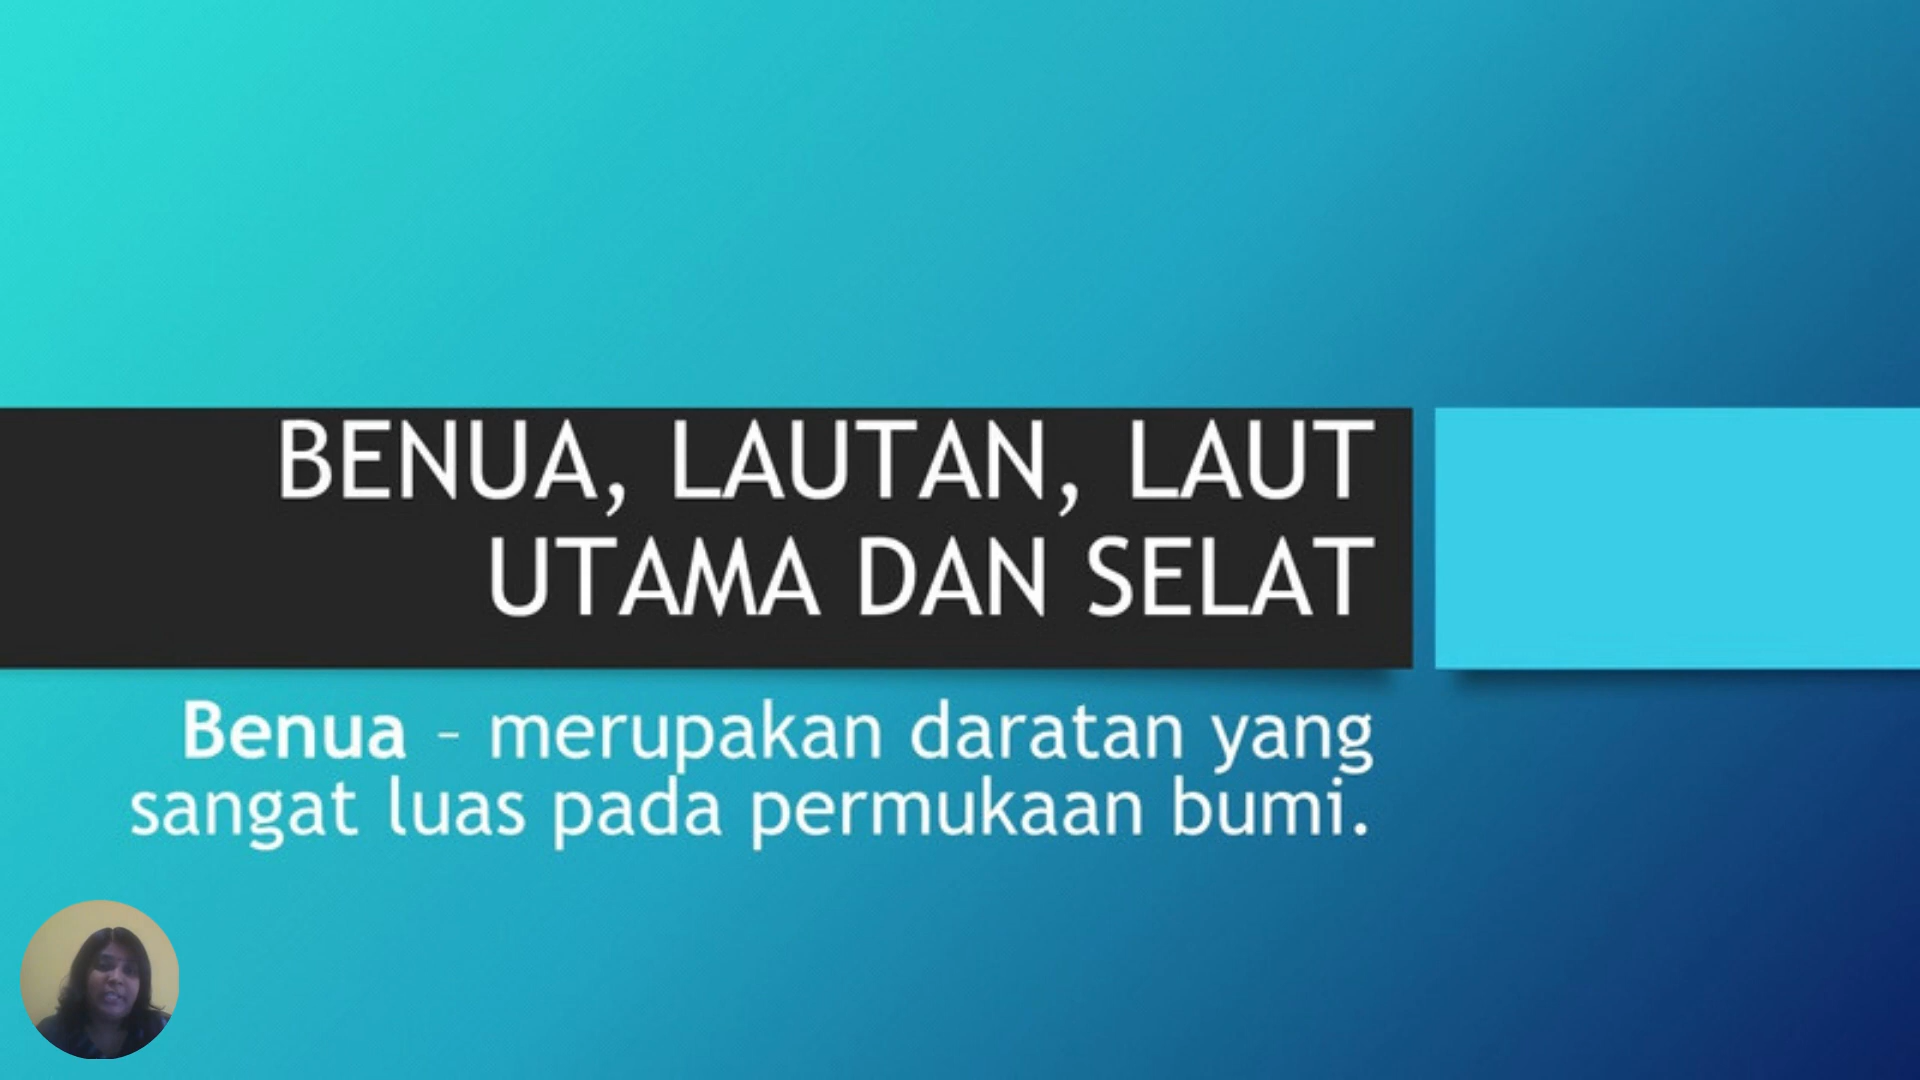 BENUA, LAUTAN, LAUT
UTAMA DAN SELAT
Benua – merupakan daratan yang
sangat luas pada permukaan bumi.